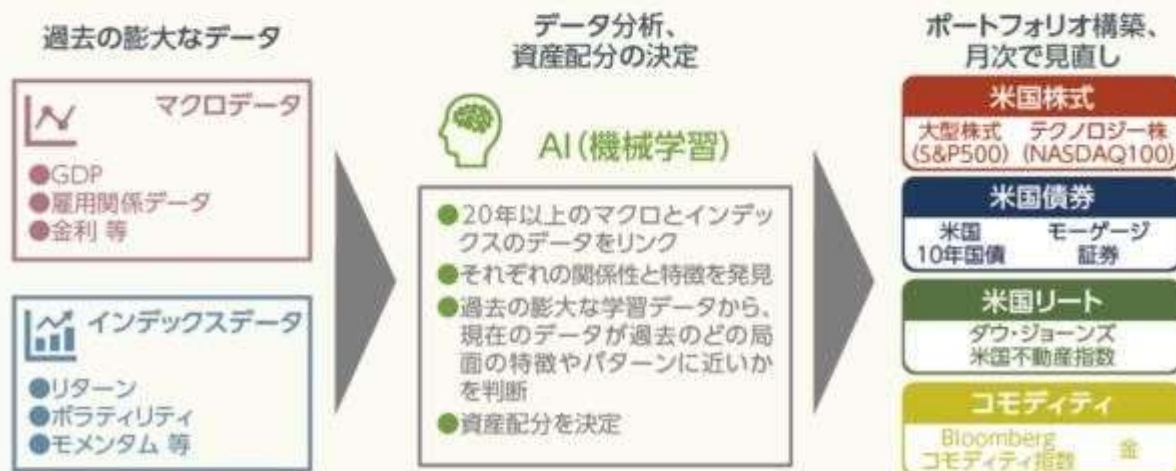 過去の膨大なデータ
マクロデータ
●GDP
●雇用関係データ
●金利 等
インデックスデータ
●リターン
●ボラティリティ
●モメンタム 等
データ分析、
資産配分の決定
AI(機械学習)
●20年以上のマクロとインデッ
クスのデータをリンク
●それぞれの関係性と特徴を発見
●過去の膨大な学習データから、
現在のデータが過去のどの局
面の特徴やパターンに近いか
を判断
●資産配分を決定
ポートフォリオ構築、
月次で見直し
米国株式
大型株式 テクノロジー株
(S&P500) (NASDAQ100)
米国債券
米国 モーゲージ
10年国債 証券
米国リート
ダウ・ジョーンズ
米国不動産指数
コモディティ
Bloomberg 金
コモディティ指数